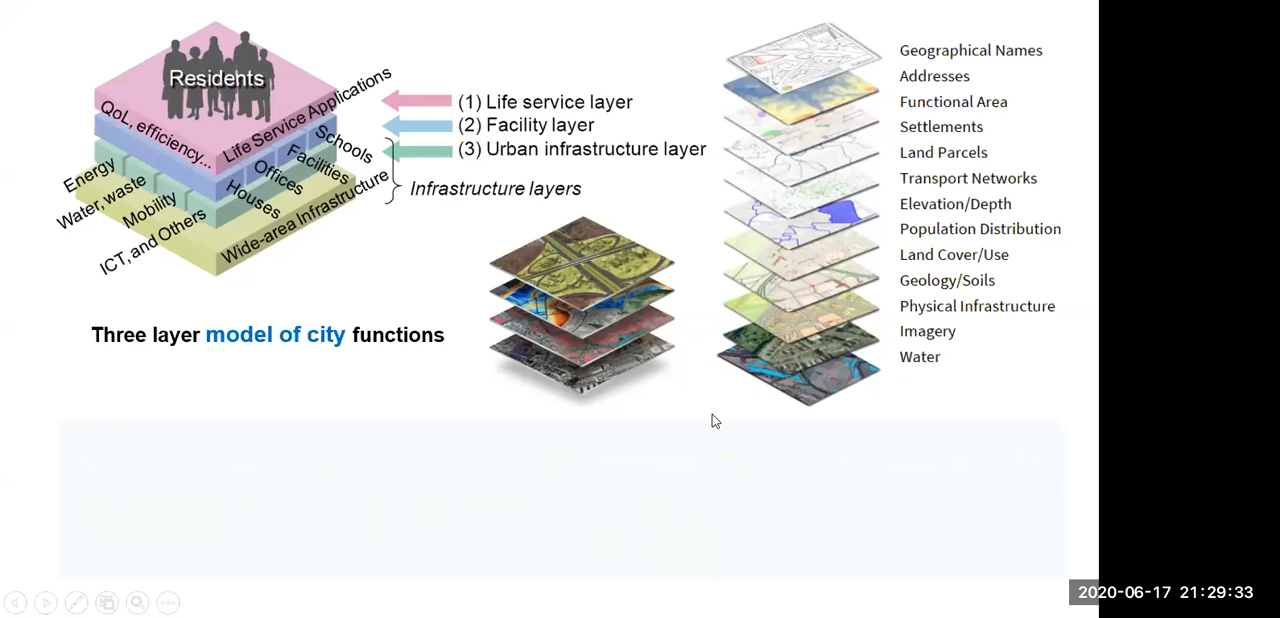 Residents
QoL, efficiency...
Life Service Applications
Schools
Facilities
Offices
Houses
Energy
Water, waste
Mobility
ICT, and Others
Wide-area Infrastructure
(1) Life service layer
(2) Facility layer
(3) Urban infrastructure layer
Infrastructure layers
Three layer model of city functions
Geographical Names
Addresses
Functional Area
Settlements
Land Parcels
Transport Networks
Elevation/Depth
Population Distribution
Land Cover/Use
Geology/Soils
Physical Infrastructure
Imagery
Water
2020-06-17 21:29:33